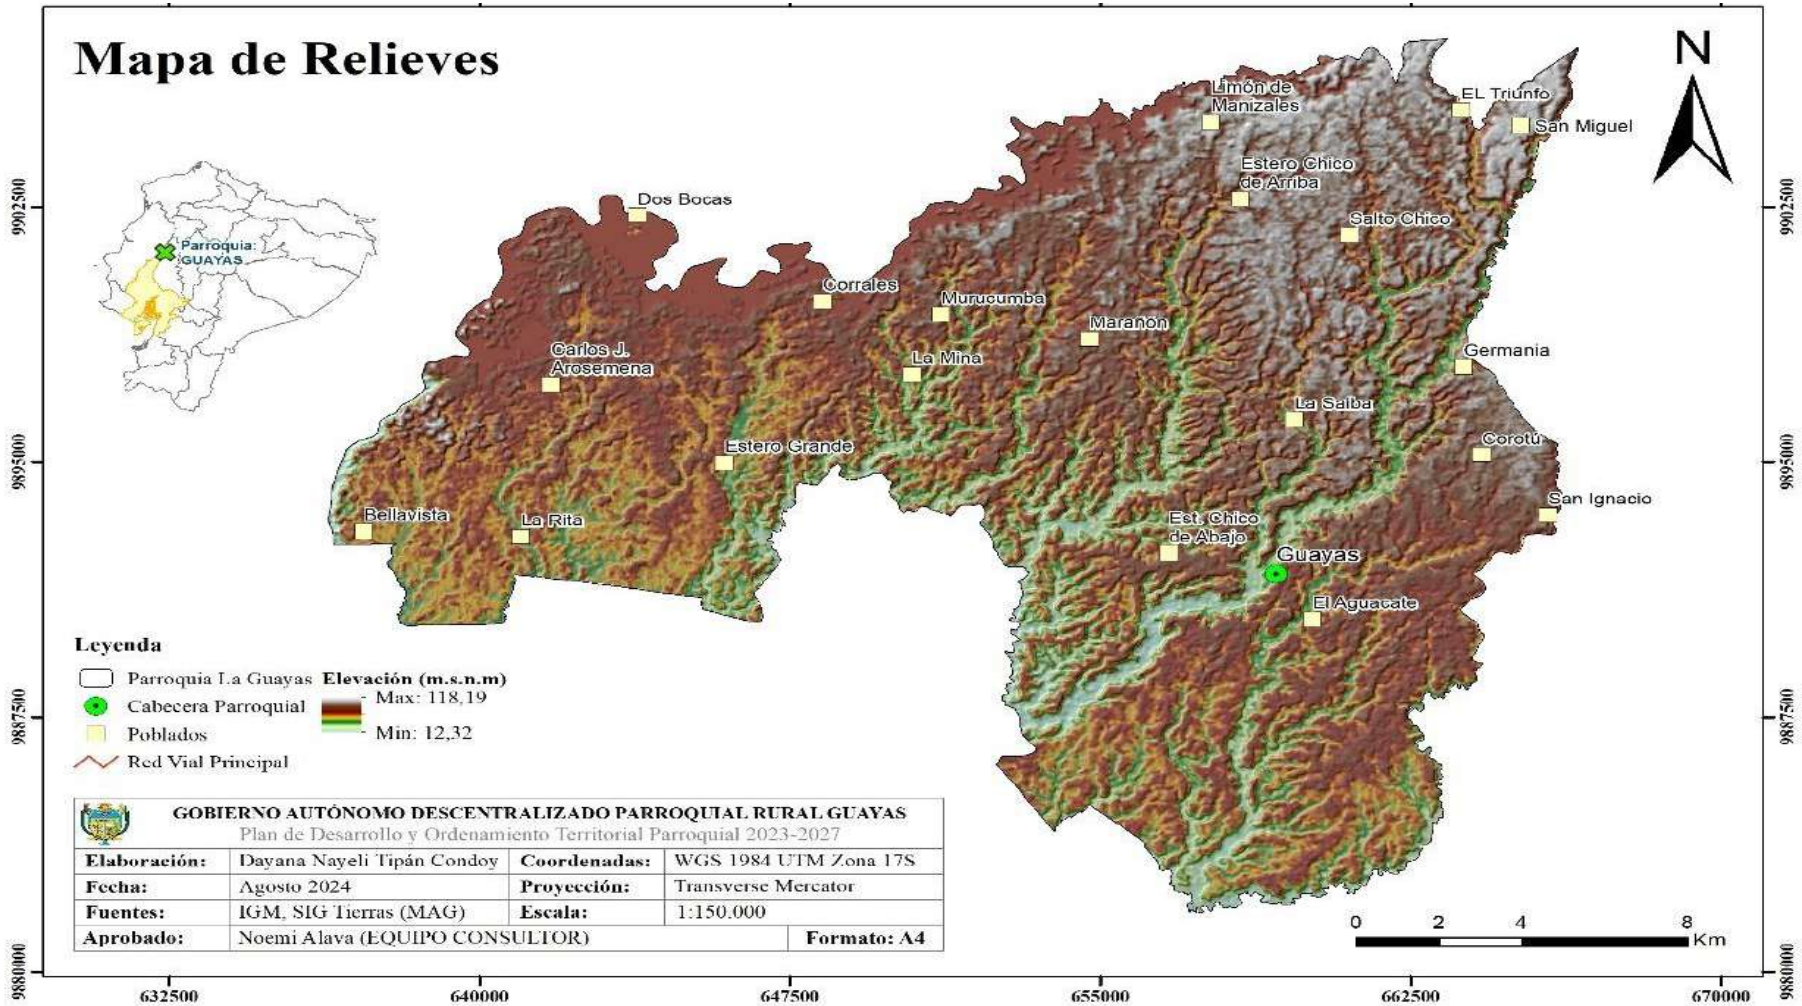 Mapa de Relieves
N
Limón de
Manizales
EL Triunfo
San Miguel
Estero Chico
de Arriba
Dos Bocas
Salto Chico
Parroquia:
GUAYAS
Corrales
Murucumba
Marañón
Carlos J.
Arosemena
La Mina
Germania
La Saiba
Estero Grande
Corotú
San Ignacio
Bellavista
La Rita
Est. Chico
de Abajo
Guayas
El Aguacate
Leyenda
Parroquia La Guayas
Elevación (m.s.n.m)
Max: 118,19
Cabecera Parroquial
Poblados
Min: 12,32
Red Vial Principal
GOBIERNO AUTÓNOMO DESCENTRALIZADO PARROQUIAL RURAL GUAYAS
Plan de Desarrollo y Ordenamiento Territorial Parroquial 2023-2027
Elaboración: Dayana Nayeli Tipán Condoy Coordenadas: WGS 1984 UTM Zona 17S
Fecha: Agosto 2024 Proyección: Transverse Mercator
Fuentes: IGM, SIG Tierras (MAG) Escala: 1:150.000
Aprobado: Noemi Alava (EQUIPO CONSULTOR) Formato: A4
0 2 4 8 Km
9902500
9895000
9887500
9880000
9902500
9895000
9887500
9880000
632500 640000 647500 655000 662500 670000